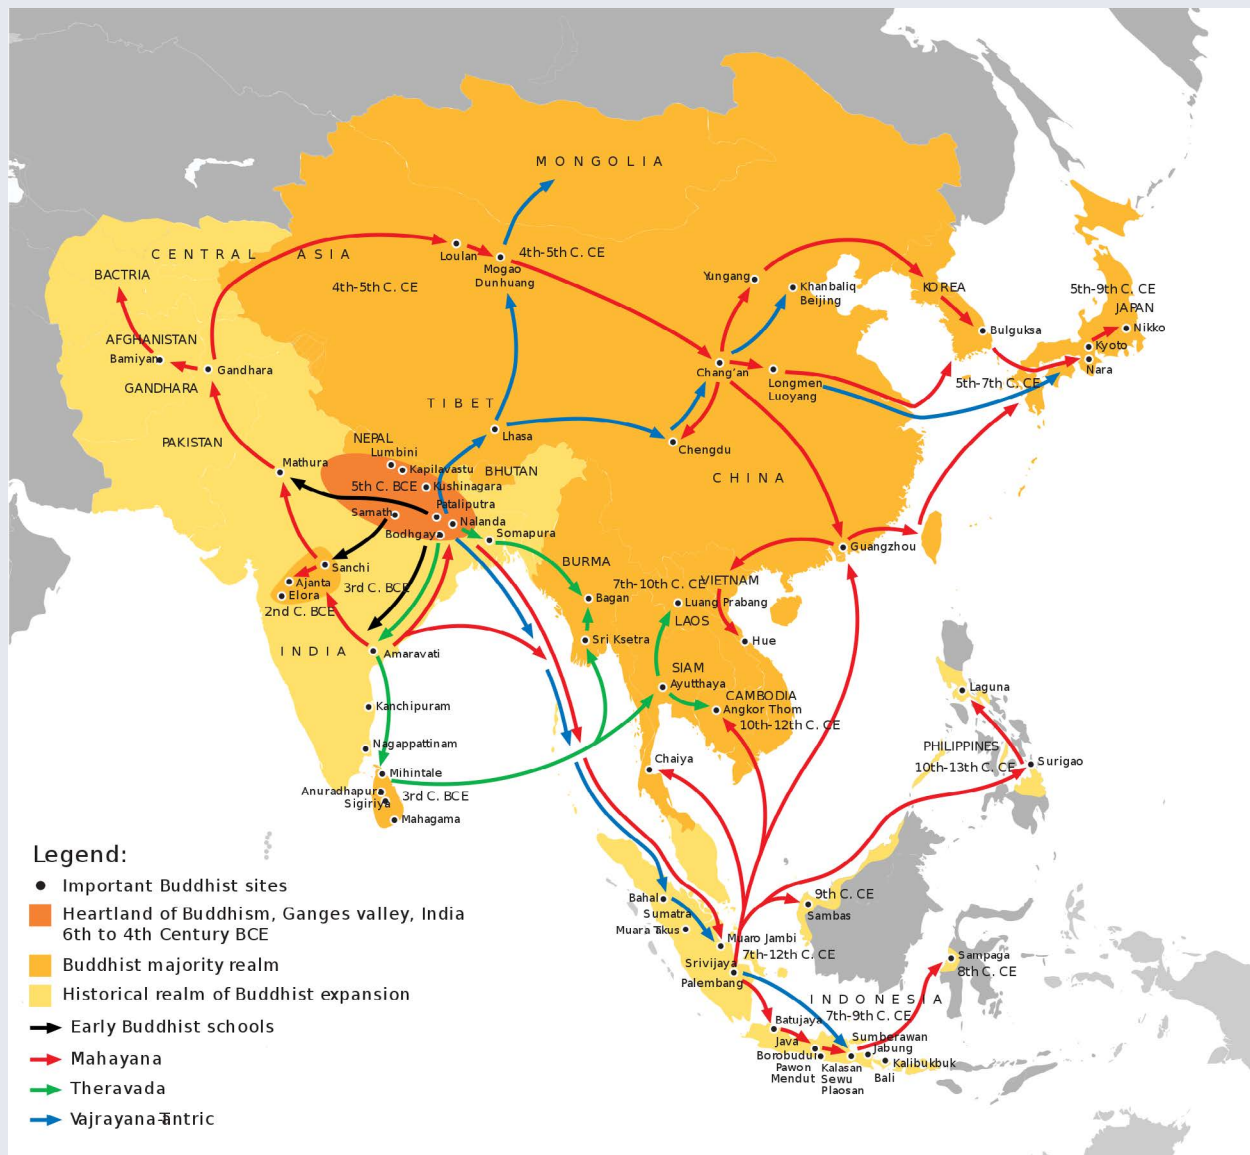 MONGOLIA
CENTRAL ASIA
BACTRIA
Loulan
4th-5th C. CE
Mogao
Dunhuang
4th-5th C. CE
Yungang
Khanbaliq
Beijing
KOREA
5th-9th C. CE
JAPAN
Bulguksa
Nikko
Kyoto
Nara
AFGHANISTAN
Bamiyan
Gandhara
GANDHARA
Chang'an
Longmen
Luoyang
5th-7th C. CE
TIBET
PAKISTAN
NEPAL
Lumbini
Lhasa
Chengdu
Mathura
Kapilavastu
BHUTAN
CHINA
5th C. BCE
Kushinagara
Pataliputra
Sarnath
Nalanda
Bodhgaya
Somapura
Guangzhou
Sanchi
BURMA
Ajanta
Elora
3rd C. BCE
7th-10th C. CE
VIETNAM
2nd C. BCE
Bagan
Luang Prabang
LAOS
INDIA
Amaravati
Sri Ksetra
Hue
SIAM
Ayutthaya
CAMBODIA
Angkor Thom
10th-12th C. CE
Laguna
Kanchipuram
Nagappattinam
PHILIPPINES
10th-13th C. CE
Surigao
Mihintale
Chaiya
Anuradhapura
3rd C. BCE
Sigiriya
Mahagama
Legend:
Important Buddhist sites
Heartland of Buddhism, Ganges valley, India
6th to 4th Century BCE
Buddhist majority realm
Historical realm of Buddhist expansion
Early Buddhist schools
Mahayana
Theravada
Vajrayana-Tantric
9th C. CE
Sambas
Bahal
Sumatra
Muara Takus
Muaro Jambi
7th-12th C. CE
Srivijaya
Palembang
Sampaga
8th C. CE
INDONESIA
7th-9th C. CE
Batujaya
Java
Borobudur
Pawon
Mendut
Kalasan
Sewu
Plaosan
Sumberawan
Jabung
Kalibukbuk
Bali